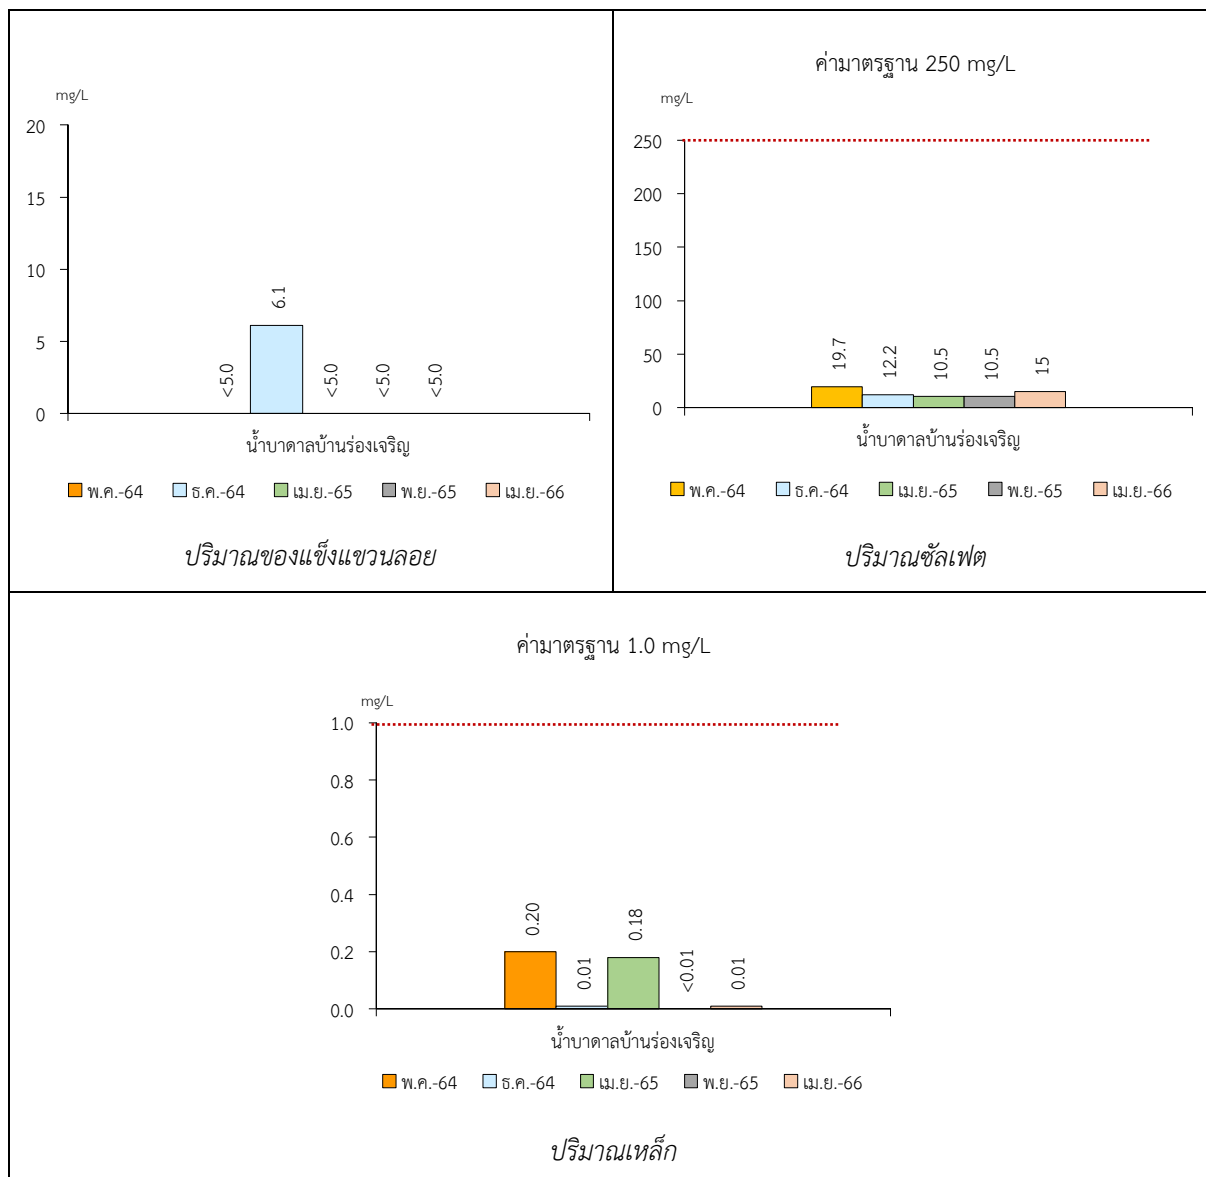 mg/L
20
15
10
5
0
<5.0
6.1
<5.0
<5.0
<5.0
น้ำบาดาลบ้านร่องเจริญ
พ.ค.-64 ธ.ค.-64 เม.ย.-65 พ.ย.-65 เม.ย.-66
ปริมาณของแข็งแขวนลอย
ค่ามาตรฐาน 250 mg/L
mg/L
250
200
150
100
50
0
19.7
12.2
10.5
10.5
15
น้ำบาดาลบ้านร่องเจริญ
พ.ค.-64 ธ.ค.-64 เม.ย.-65 พ.ย.-65 เม.ย.-66
ปริมาณซัลเฟต
ค่ามาตรฐาน 1.0 mg/L
mg/L
1.0
0.8
0.6
0.4
0.2
0.0
0.20
0.01
0.18
<0.01
0.01
น้ำบาดาลบ้านร่องเจริญ
พ.ค.-64 ธ.ค.-64 เม.ย.-65 พ.ย.-65 เม.ย.-66
ปริมาณเหล็ก